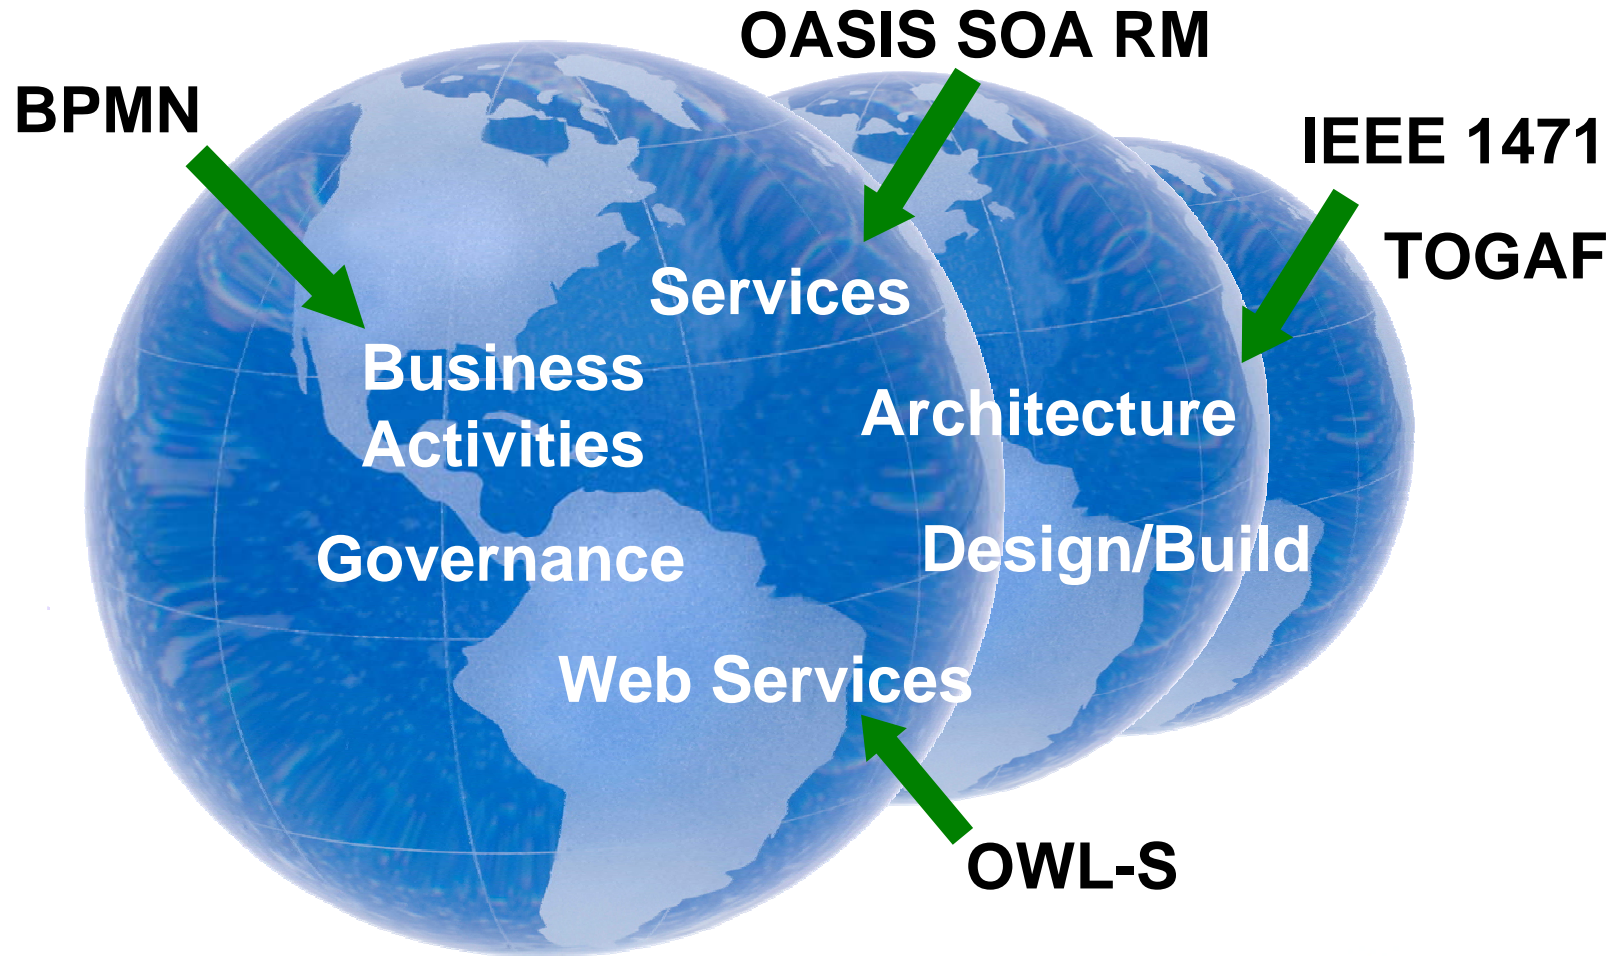 OASIS SOA RM
BPMN
IEEE 1471
TOGAF
Services
Business
Activities
Architecture
Governance
Design/Build
Web Services
OWL-S